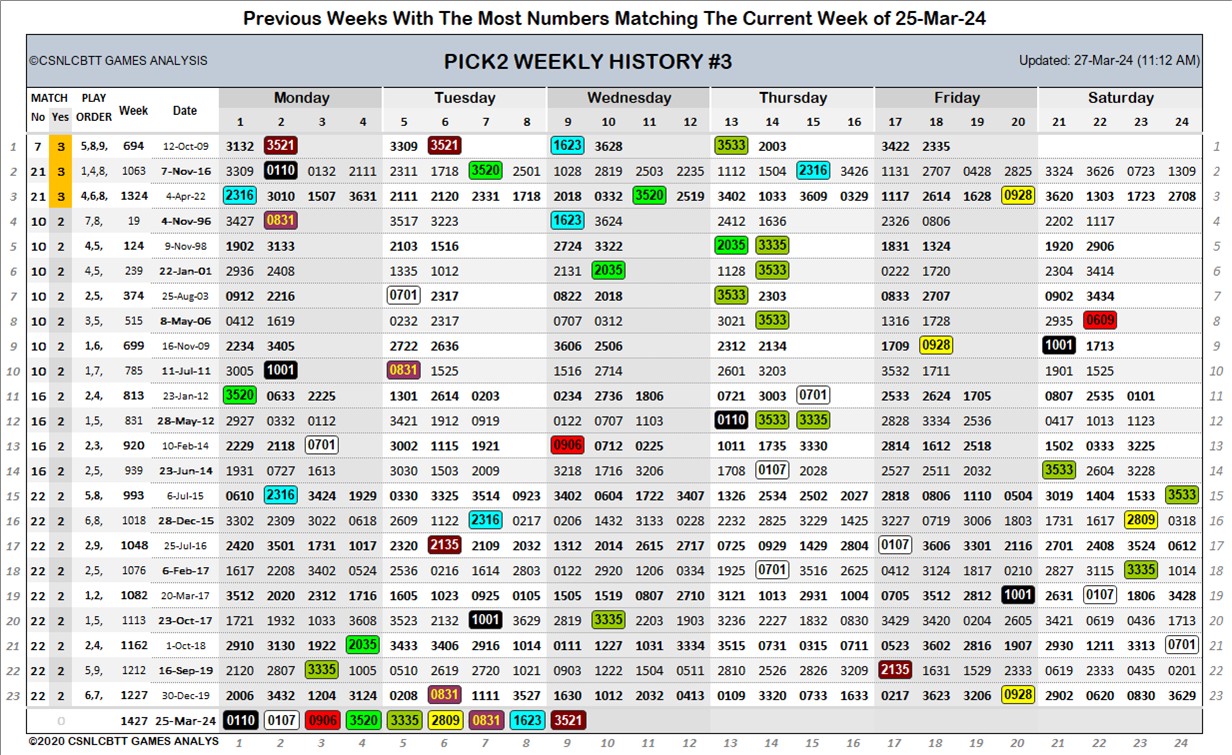 Previous Weeks With The Most Numbers Matching The Current Week of 25-Mar-24
©CSNLCBTT GAMES ANALYSIS PICK2 WEEKLY HISTORY #3 Updated: 27-Mar-24 (11:12 AM)
MATCH PLAY Week Date Monday Tuesday Wednesday Thursday Friday Saturday
No Yes ORDER 1 2 3 4 5 6 7 8 9 10 11 12 13 14 15 16 17 18 19 20 21 22 23 24
1 7 3 5,8,9, 694 12-Oct-09 3132 3521 3309 3521 1623 3628 3533 2003 3422 2335 1
2 21 3 1,4,8, 1063 7-Nov-16 3309 0110 0132 2111 2311 1718 3520 2501 1028 2819 2503 2235 1112 1504 2316 3426 1131 2707 0428 2825 3324 3626 0723 1309 2
3 21 3 4,6,8, 1324 4-Apr-22 2316 3010 1507 3631 2111 2120 2331 1718 2018 0332 3520 2519 3402 1033 3609 0329 1117 2614 1628 0928 3620 1303 1723 2708 3
4 10 2 7,8, 19 4-Nov-96 3427 0831 3517 3223 1623 3624 2412 1636 2326 0806 2202 1117 4
5 10 2 4,5, 124 9-Nov-98 1902 3133 2103 1516 2724 3322 2035 3335 1831 1324 1920 2906 5
6 10 2 4,5, 239 22-Jan-01 2936 2408 1335 1012 2131 2035 1128 3533 0222 1720 2304 3414 6
7 10 2 2,5, 374 25-Aug-03 0912 2216 0701 2317 0822 2018 3533 2303 0833 2707 0902 3434 7
8 10 2 3,5, 515 8-May-06 0412 1619 0232 2317 0707 0312 3021 3533 1316 1728 2935 0609 8
9 10 2 1,6, 699 16-Nov-09 2234 3405 2722 2636 3606 2506 2312 2134 1709 0928 1001 1713 9
10 10 2 1,7, 785 11-Jul-11 3005 1001 0831 1525 1516 2714 2601 3203 3532 1711 1901 1525 10
11 16 2 2,4, 813 23-Jan-12 3520 0633 2225 1301 2614 0203 0234 2736 1806 0721 3003 0701 2533 2624 1705 0807 2535 0101 11
12 16 2 1,5, 831 28-May-12 2927 0332 0112 3421 1912 0919 0122 0707 1103 0110 3533 3335 2828 3334 2536 0417 1013 1123 12
13 16 2 2,3, 920 10-Feb-14 2229 2118 0701 3002 1115 1921 0906 0712 0225 1011 1735 3330 2814 1612 2518 1502 0333 3225 13
14 16 2 2,5, 939 23-Jun-14 1931 0727 1613 3030 1503 2009 3218 1716 3206 1708 0107 2028 2527 2511 2032 3533 2604 3228 14
15 22 2 5,8, 993 6-Jul-15 0610 2316 3424 1929 0330 3325 3514 0923 3402 0604 1722 3407 1326 2534 2502 2027 2818 0806 1110 0504 3019 1404 1533 3533 15
16 22 2 6,8, 1018 28-Dec-15 3302 2309 3022 0618 2609 1122 2316 0217 0206 1432 3133 0228 2232 2825 3229 1425 3227 0719 3006 1803 1731 1617 2809 0318 16
17 22 2 2,9, 1048 25-Jul-16 2420 3501 1731 1017 2320 2135 2109 2032 1312 2014 2615 2717 0725 0929 1429 2804 0107 3606 3301 2116 2701 2408 3524 0612 17
18 22 2 2,5, 1076 6-Feb-17 1617 2208 3402 0524 2536 0216 1614 2803 0122 2920 1206 0334 1925 0701 3516 2625 0412 3124 1817 0210 2827 3115 3335 1014 18
19 22 2 1,2, 1082 20-Mar-17 3512 2020 2312 1716 1605 1023 0925 0105 1505 1519 0807 2710 3121 1013 2931 1004 0705 3512 2812 1001 2631 0107 1806 3428 19
20 22 2 1,5, 1113 23-Oct-17 1721 1932 1033 3608 3523 2132 1001 3629 2810 3335 2203 1903 3236 2227 1832 0830 3429 3420 0204 2605 3421 0619 0436 1713 20
21 22 2 2,4, 1162 1-Oct-18 2910 3130 1922 2035 3433 3406 2916 1014 0111 1227 1031 3334 3515 0731 0315 0711 0523 3602 2816 1907 2930 1211 3313 0701 21
22 22 2 5,9, 1212 16-Sep-19 2120 2807 3335 1005 0510 2619 2720 1021 0903 1222 1504 0511 2810 2526 2826 3209 2135 1631 1529 2333 0619 2333 0435 0201 22
23 22 2 6,7, 1227 30-Dec-19 2006 3432 1204 3124 0208 0831 1111 3527 1630 1012 2032 0413 0109 3320 0733 1633 0217 3623 3206 0928 2902 0620 0830 3629 23
0 1427 25-Mar-24 0110 0107 0906 3520 3335 2809 0831 1623 3521
©2020 CSNLCBTT GAMES ANALYS 1 2 3 4 5 6 7 8 9 10 11 12 13 14 15 16 17 18 19 20 21 22 23 24